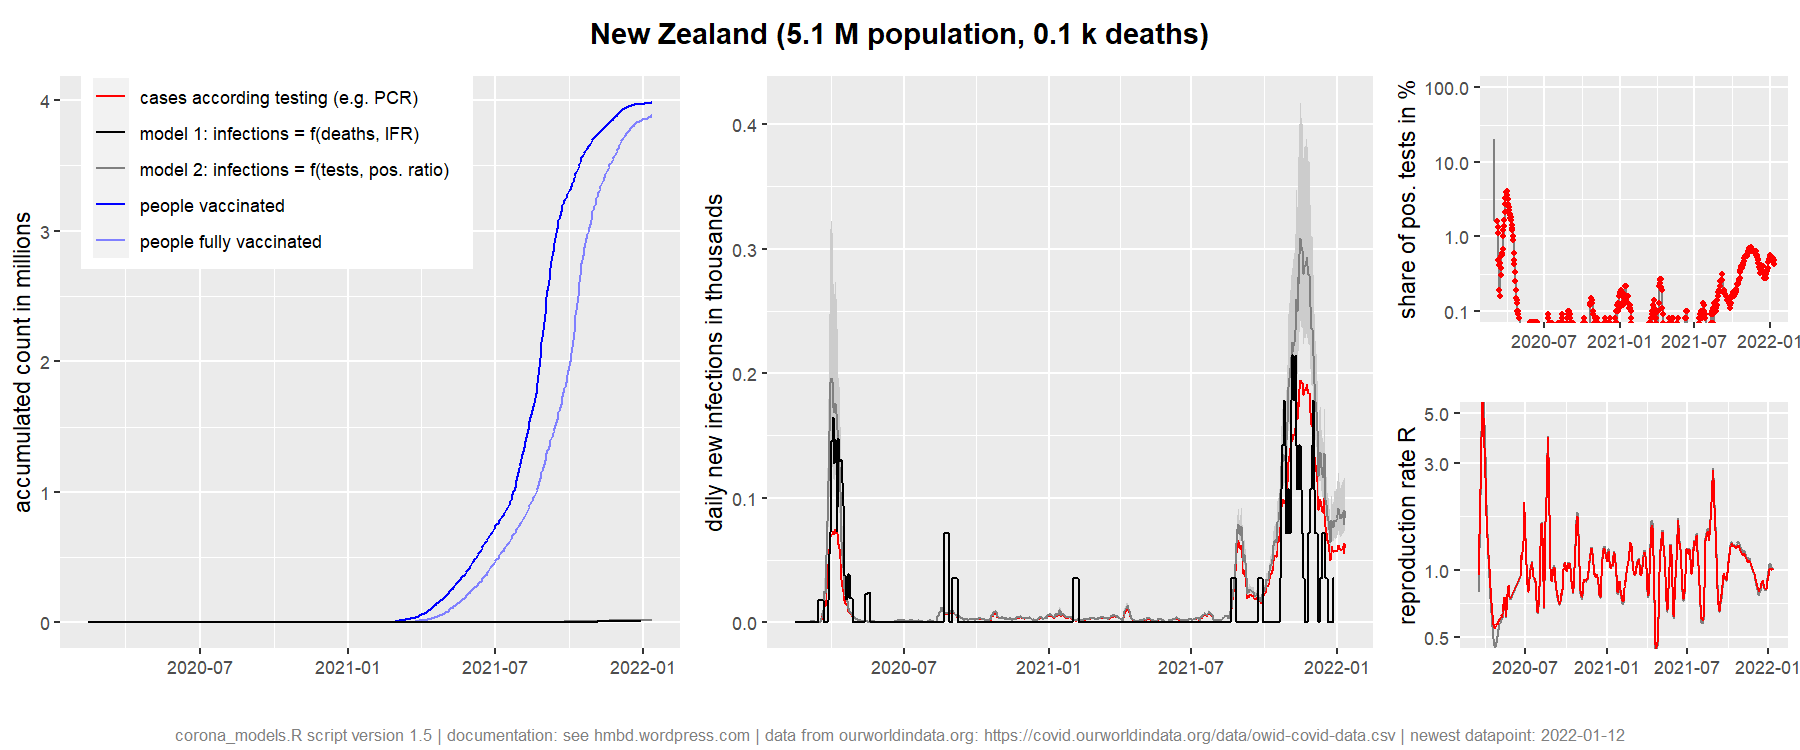 New Zealand (5.1 M population, 0.1 k deaths)
accumulated count in millions
4
3
2
1
0
cases according testing (e.g. PCR)
model 1: infections = f(deaths, IFR)
model 2: infections = f(tests, pos. ratio)
people vaccinated
people fully vaccinated
2020-07 2021-01 2021-07 2022-01
daily new infections in thousands
0.4
0.3
0.2
0.1
0.0
2020-07 2021-01 2021-07 2022-01
share of pos. tests in %
100.0
10.0
1.0
0.1
2020-07 2021-01 2021-07 2022-01
reproduction rate R
5.0
3.0
1.0
0.5
2020-07 2021-01 2021-07 2022-01
corona_models.R script version 1.5 | documentation: see hmbd.wordpress.com | data from ourworldindata.org: https://covid.ourworldindata.org/data/owid-covid-data.csv | newest datapoint: 2022-01-12